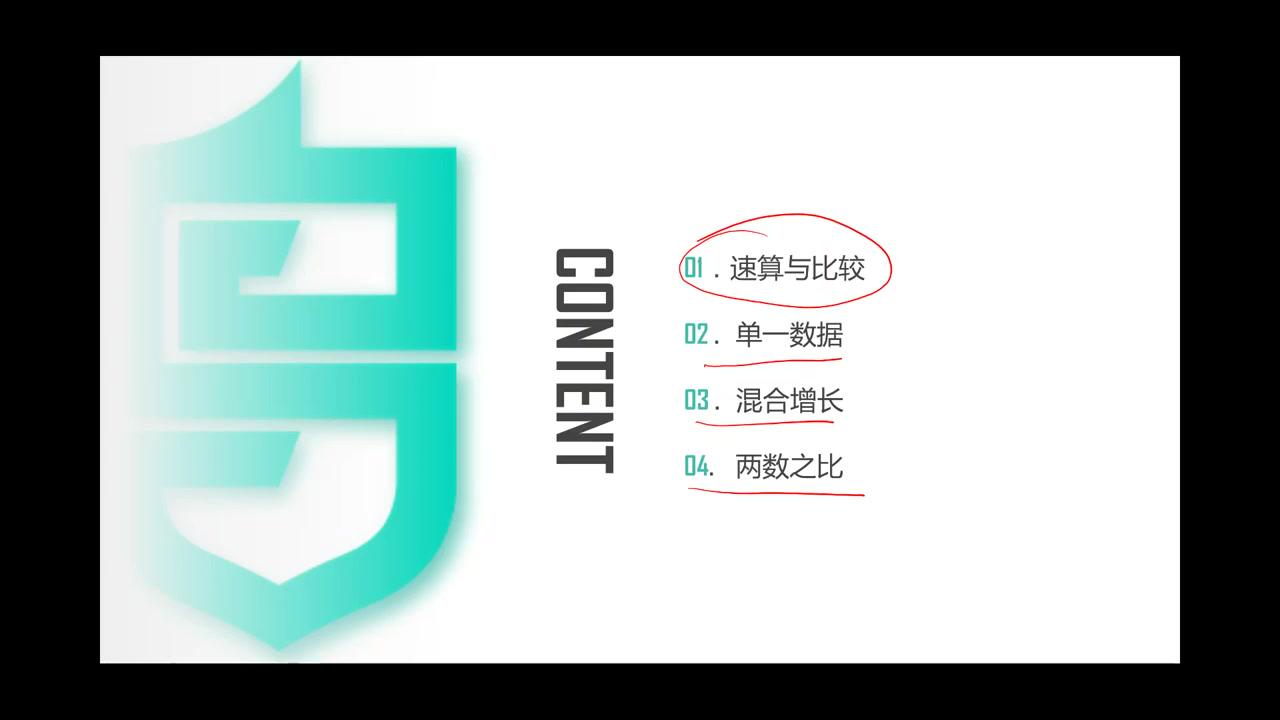 CONTENT
01 . 速算与比较
02 . 单一数据
03 . 混合增长
04. 两数之比